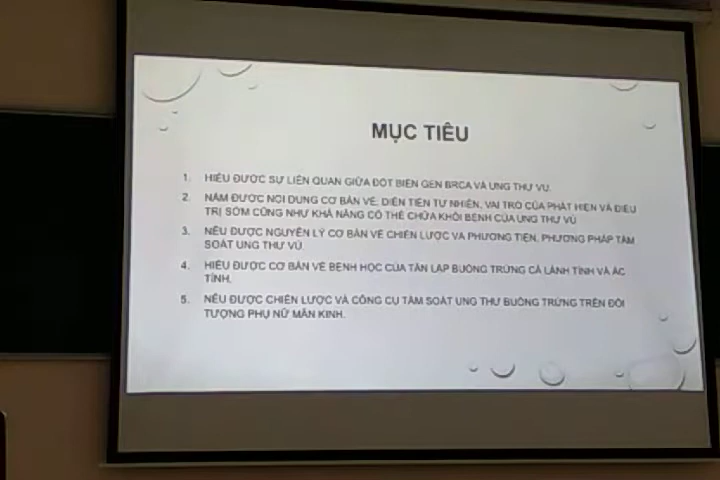 MỤC TIÊU
1. HIỂU ĐƯỢC SỰ LIÊN QUAN GIỮA ĐỘT BIẾN GEN BRCA VÀ UNG THƯ VÚ.
2. NẮM ĐƯỢC NỘI DUNG CƠ BẢN VỀ, DIỄN TIẾN TỰ NHIÊN, VAI TRÒ CỦA PHÁT HIỆN VÀ ĐIỀU
TRỊ SỚM CŨNG NHƯ KHẢ NĂNG CÓ THỂ CHỮA KHỎI BỆNH CỦA UNG THƯ VÚ
3. NÊU ĐƯỢC NGUYÊN LÝ CƠ BẢN VỀ CHIẾN LƯỢC VÀ PHƯƠNG TIỆN, PHƯƠNG PHÁP TẦM
SOÁT UNG THƯ VÚ.
4. HIỂU ĐƯỢC CƠ BẢN VỀ BỆNH HỌC CỦA TÂN LẬP BUỒNG TRỨNG CẢ LÀNH TÍNH VÀ ÁC
TÍNH.
5. NÊU ĐƯỢC CHIẾN LƯỢC VÀ CÔNG CỤ TẦM SOÁT UNG THƯ BUỒNG TRỨNG TRÊN ĐỐI
TƯỢNG PHỤ NỮ MÃN KINH.